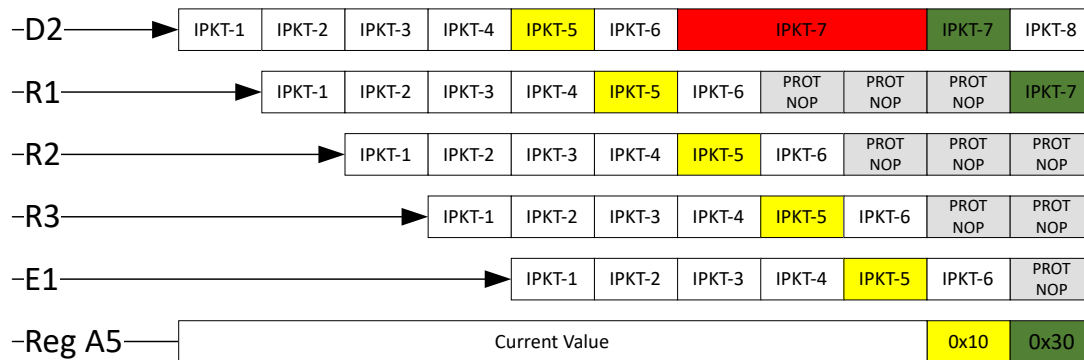 D2 IPKT-1 IPKT-2 IPKT-3 IPKT-4 IPKT-5 IPKT-6 IPKT-7 IPKT-7 IPKT-8
R1 IPKT-1 IPKT-2 IPKT-3 IPKT-4 IPKT-5 IPKT-6 PROT NOP PROT NOP PROT NOP IPKT-7
R2 IPKT-1 IPKT-2 IPKT-3 IPKT-4 IPKT-5 IPKT-6 PROT NOP PROT NOP PROT NOP
R3 IPKT-1 IPKT-2 IPKT-3 IPKT-4 IPKT-5 IPKT-6 PROT NOP PROT NOP
E1 IPKT-1 IPKT-2 IPKT-3 IPKT-4 IPKT-5 IPKT-6 PROT NOP
Reg A5 Current Value 0x10 0x30